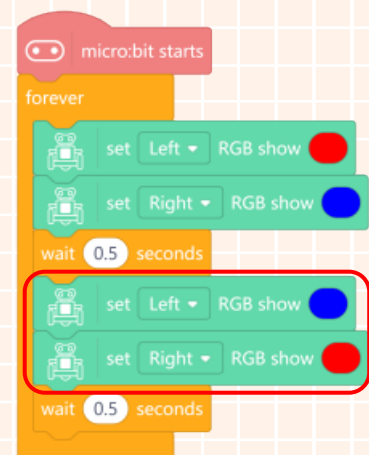 micro:bit starts
forever
set Left RGB show
set Right RGB show
wait 0.5 seconds
set Left RGB show
set Right RGB show
wait 0.5 seconds